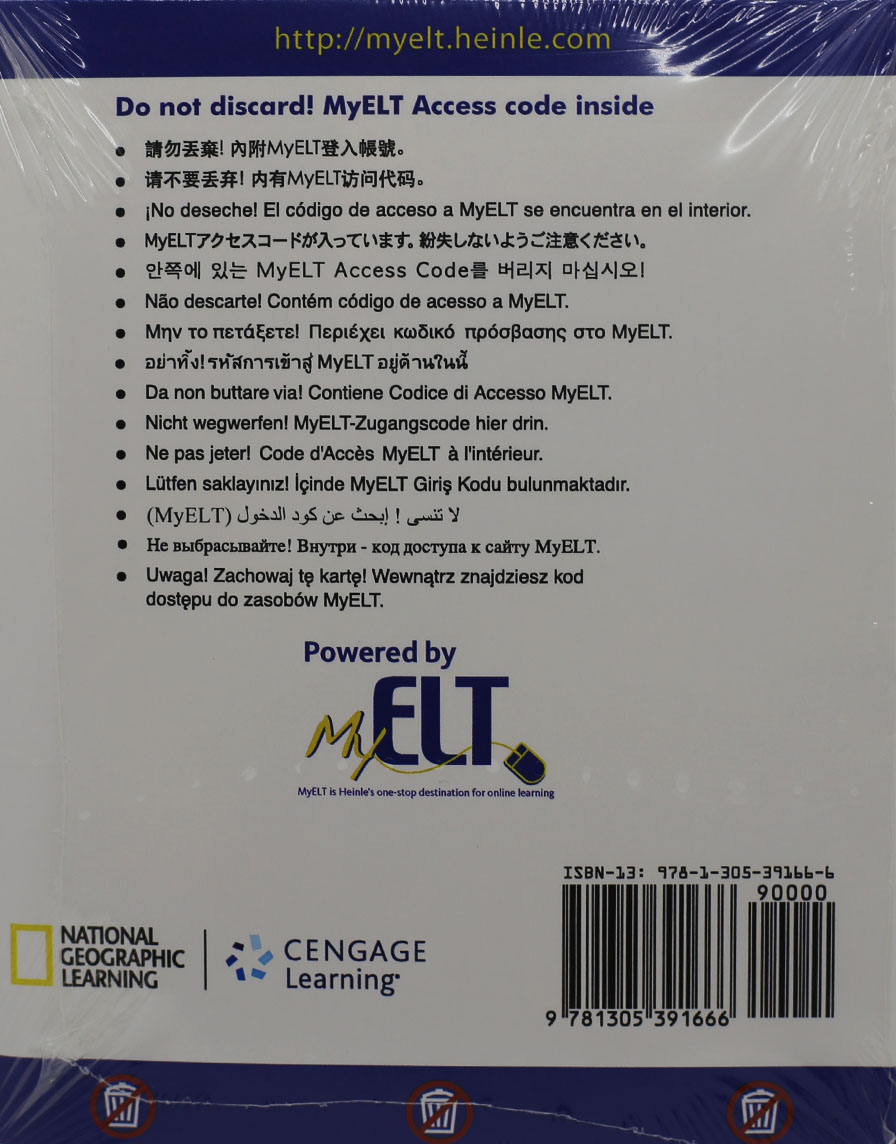 http://myelt.heinle.com
Do not discard! MyELT Access code inside
• 請勿丟棄! 內附MyELT登入帳號。
• 请不要丢弃! 内有MyELT访问代码。
• ¡No deseche! El código de acceso a MyELT se encuentra en el interior.
• MyELTアクセスコードが入っています。紛失しないようご注意ください。
• 안쪽에 있는 MyELT Access Code를 버리지 마십시오!
• Não descarte! Contém código de acesso a MyELT.
• Μην το πετάξετε! Περιέχει κωδικό πρόσβασης στο MyELT.
• อย่าทิ้ง! รหัสการเข้าสู่ MyELT อยู่ด้านในนี้
• Da non buttare via! Contiene Codice di Accesso MyELT.
• Nicht wegwerfen! MyELT-Zugangscode hier drin.
• Ne pas jeter! Code d'Accès MyELT à l'intérieur.
• Lütfen saklayınız! İçinde MyELT Giriş Kodu bulunmaktadır.
• لا تنسى ! إبحث عن كود الدخول (MyELT)
• Не выбрасывайте! Внутри - код доступа к сайту MyELT.
• Uwaga! Zachowaj tę kartę! Wewnątrz znajdziesz kod
dostępu do zasobów MyELT.
Powered by
My ELT
MyELT is Heinle's one-stop destination for online learning
ISBN-13: 978-1-305-39166-6
90000
9 781305 391666
NATIONAL
GEOGRAPHIC
LEARNING
CENGAGE
Learning